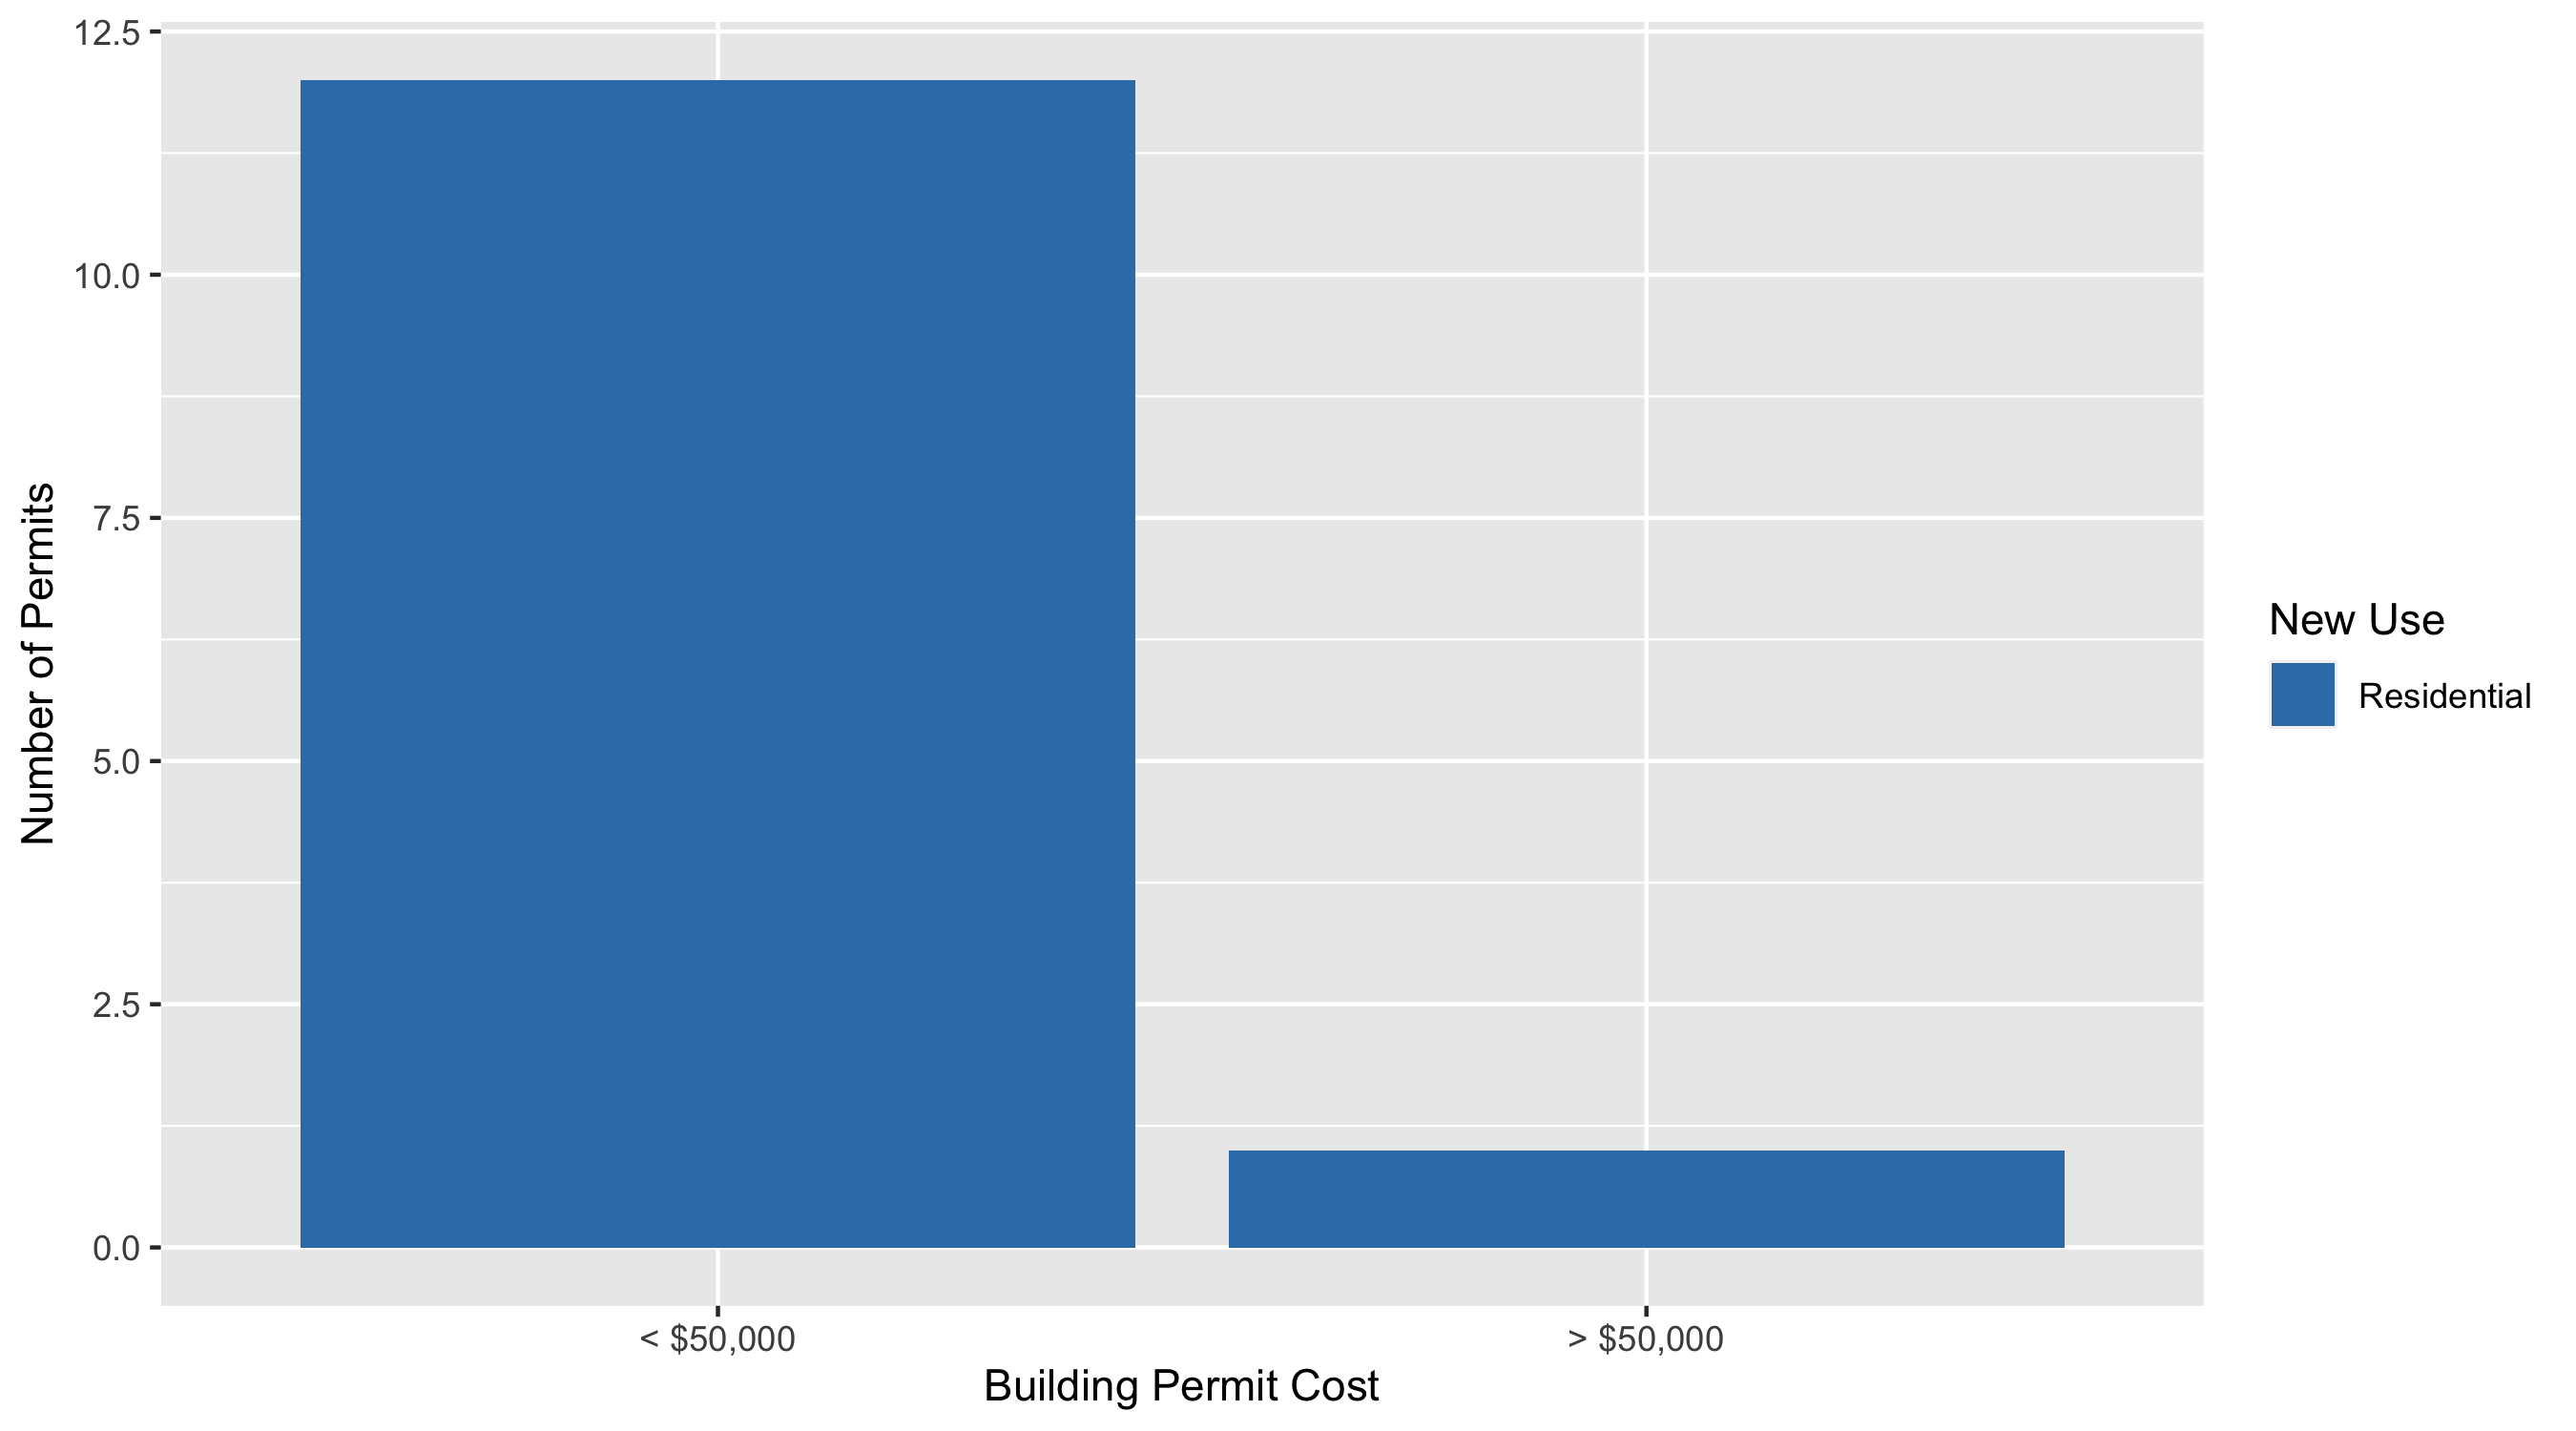 12.5
10.0
7.5
5.0
2.5
0.0
Number of Permits
< $50,000
> $50,000
Building Permit Cost
New Use
Residential